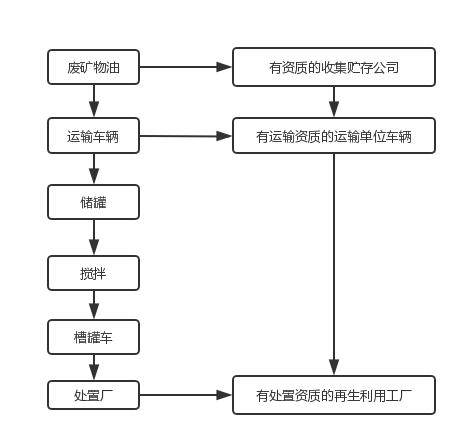 废矿物油
有资质的收集贮存公司
运输车辆
有运输资质的运输单位车辆
储罐
搅拌
槽罐车
处置厂
有处置资质的再生利用工厂